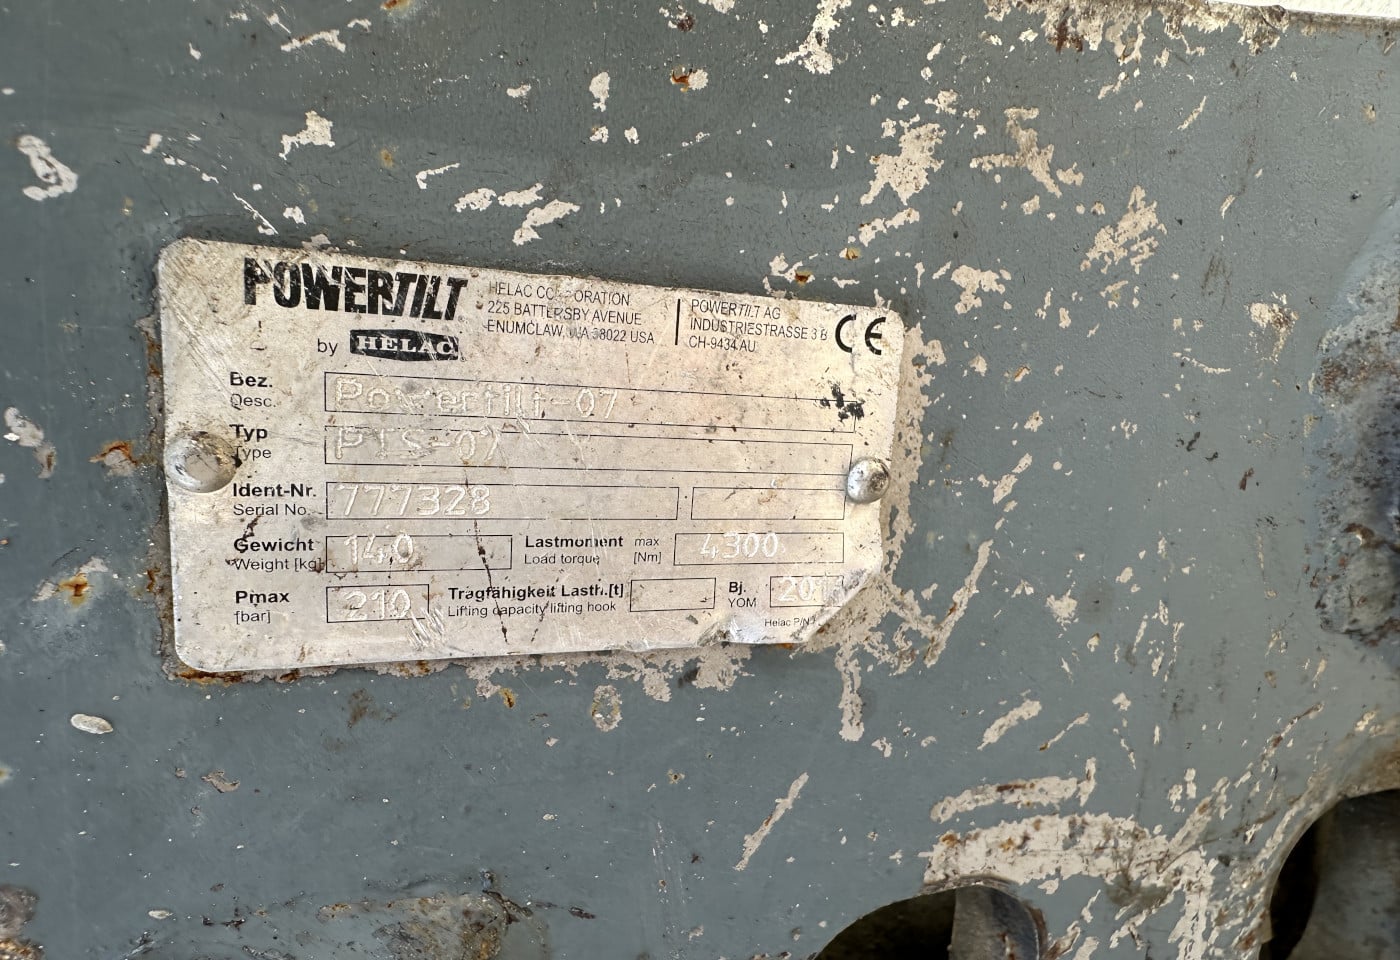 POWERTILT
by HELAC
HELAC CORPORATION
225 BATTERSBY AVENUE
ENUMCLAW, WA 98022 USA
POWERTILT AG
INDUSTRIESTRASSE 3 B
CH-9434 AU
CE
Bez. Powertilt-07
Desc.
Typ PTS-07
Type
Ident-Nr. 777328
Serial No.
Gewicht 140 Lastmoment max 4300
Weight [kg] Load torque [Nm]
Pmax 210 Tragfähigkeit Lasth.[t] Bj. 201
[bar] Lifting capacity lifting hook YOM
Helac P/N